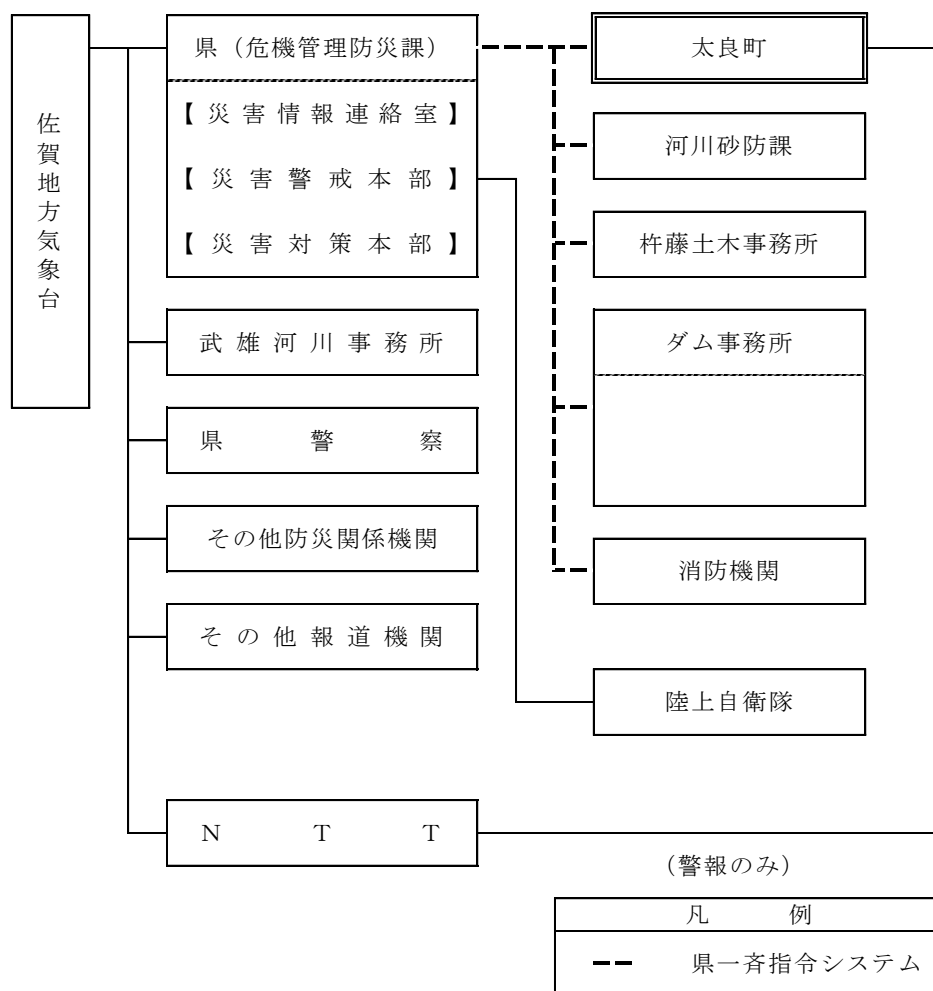 佐賀地方気象台
県（危機管理防災課）
【災害情報連絡室】
【災害警戒本部】
【災害対策本部】
武雄河川事務所
県警察
その他防災関係機関
その他報道機関
ＮＴＴ
太良町
河川砂防課
杵藤土木事務所
ダム事務所
消防機関
陸上自衛隊
（警報のみ）
凡例
県一斉指令システム